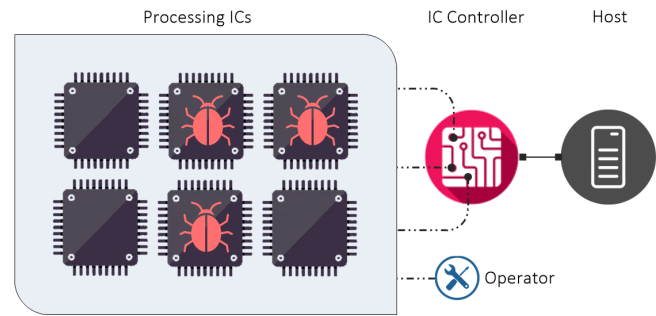 Processing ICs
IC Controller
Host
Operator